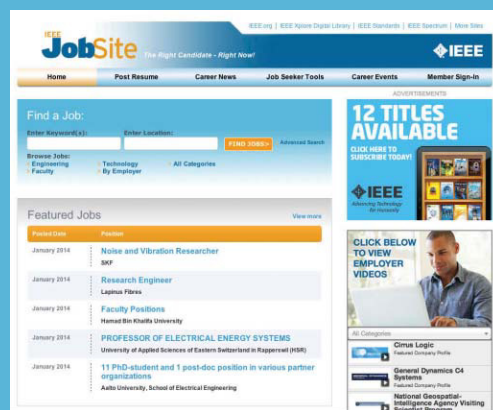 IEEE.org | IEEE Xplore Digital Library | IEEE Standards | IEEE Spectrum | More Sites
IEEE
JobSite The Right Candidate - Right Now!
IEEE
Home Post Resume Career News Job Seeker Tools Career Events Member Sign-In
ADVERTISEMENTS
Find a Job:
Enter Keyword(s): Enter Location:
FIND JOBS> Advanced Search
Browse Jobs:
Engineering Technology All Categories
Faculty By Employer
12 TITLES
AVAILABLE
CLICK HERE TO
SUBSCRIBE TODAY!
IEEE
Advancing Technology
for Humanity
Featured Jobs View more
Posted Date Position
January 2014 Noise and Vibration Researcher
SKF
January 2014 Research Engineer
Lapinus Fibres
January 2014 Faculty Positions
Hamad Bin Khalifa University
January 2014 PROFESSOR OF ELECTRICAL ENERGY SYSTEMS
University of Applied Sciences of Eastern Switzerland in Rapperswil (HSR)
January 2014 11 PhD-student and 1 post-doc position in various partner
organizations
Aalto University, School of Electrical Engineering
CLICK BELOW
TO VIEW
EMPLOYER
VIDEOS
All Categories
Cirrus Logic
Featured Company Profile
General Dynamics C4
Systems
Featured Company Profile
National Geospatial-
Intelligence Agency Visiting
Scientist Program